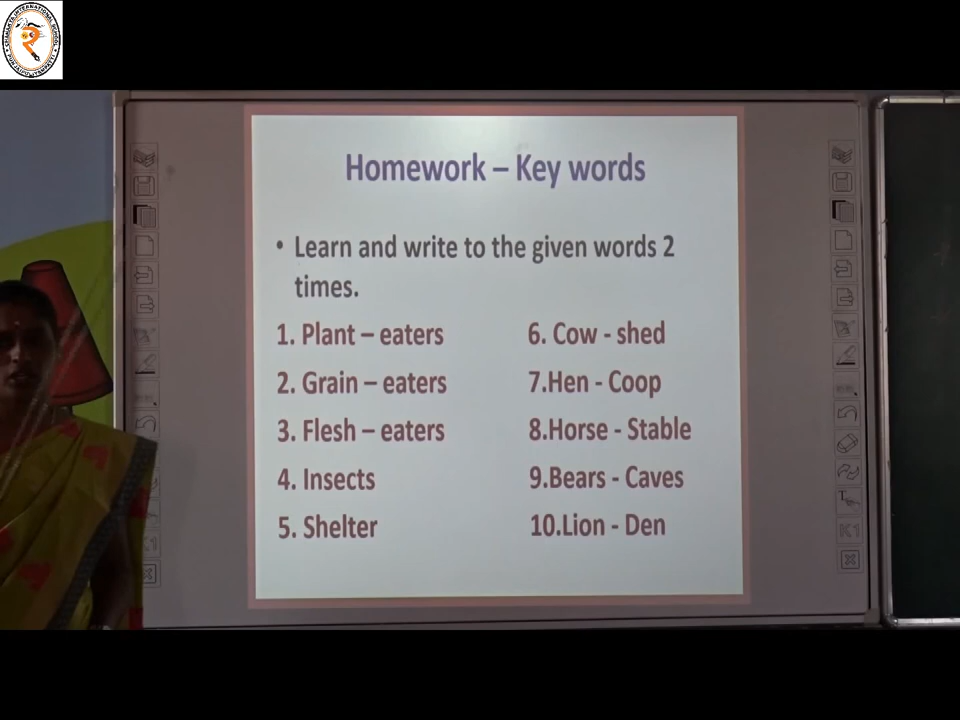 Homework – Key words
• Learn and write to the given words 2
times.
1. Plant – eaters
2. Grain – eaters
3. Flesh – eaters
4. Insects
5. Shelter
6. Cow - shed
7.Hen - Coop
8.Horse - Stable
9.Bears - Caves
10.Lion - Den
K1